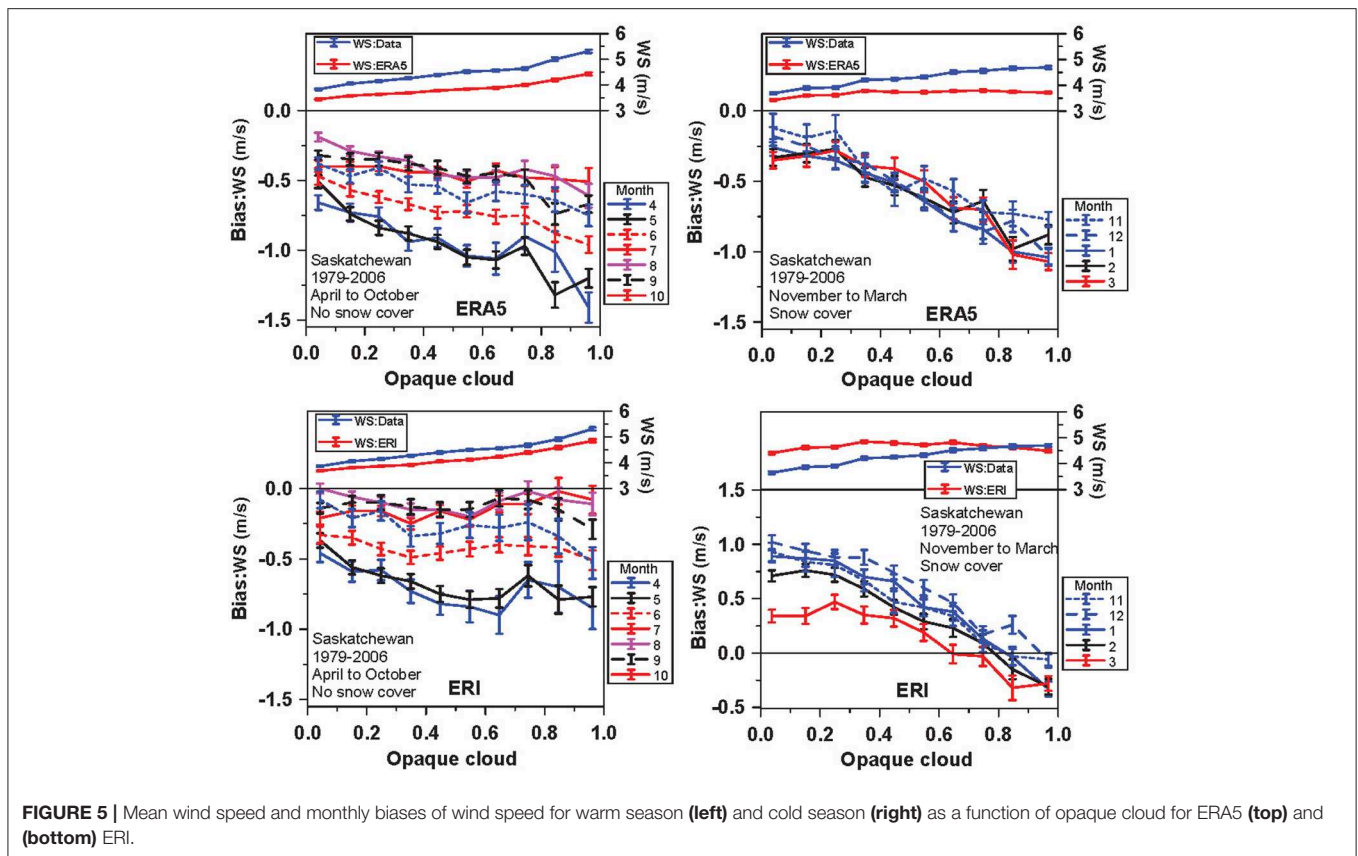 WS:Data
WS:ERA5
6
5
4
3
WS (m/s)
0.0
-0.5
-1.0
-1.5
Bias:WS (m/s)
Saskatchewan
1979-2006
April to October
No snow cover
ERA5
Month
4
5
6
7
8
9
10
0.0 0.2 0.4 0.6 0.8 1.0
Opaque cloud
WS:Data
WS:ERA5
6
5
4
3
WS (m/s)
0.0
-0.5
-1.0
-1.5
Bias:WS (m/s)
Saskatchewan
1979-2006
November to March
Snow cover
ERA5
Month
11
12
1
2
3
0.0 0.2 0.4 0.6 0.8 1.0
Opaque cloud
WS:Data
WS:ERI
6
5
4
3
WS (m/s)
0.0
-0.5
-1.0
-1.5
Bias:WS (m/s)
Saskatchewan
1979-2006
April to October
No snow cover
ERI
Month
4
5
6
7
8
9
10
0.0 0.2 0.4 0.6 0.8 1.0
Opaque cloud
6
5
4
3
WS (m/s)
WS:Data
WS:ERI
1.5
1.0
0.5
0.0
-0.5
Bias:WS (m/s)
Saskatchewan
1979-2006
November to March
Snow cover
ERI
Month
11
12
1
2
3
0.0 0.2 0.4 0.6 0.8 1.0
Opaque cloud
FIGURE 5 | Mean wind speed and monthly biases of wind speed for warm season (left) and cold season (right) as a function of opaque cloud for ERA5 (top) and
(bottom) ERI.